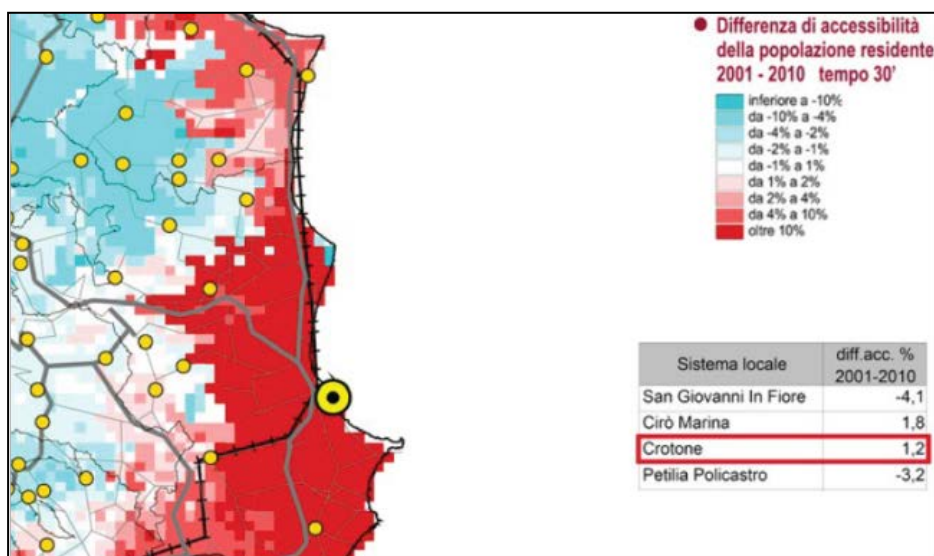 Differenza di accessibilità
della popolazione residente
2001 - 2010 tempo 30'
inferiore a -10%
da -10% a -4%
da -4% a -2%
da -2% a -1%
da -1% a 1%
da 1% a 2%
da 2% a 4%
da 4% a 10%
oltre 10%
Sistema locale diff.acc. %
2001-2010
San Giovanni In Fiore -4,1
Cirò Marina 1,8
Crotone 1,2
Petilia Policastro -3,2